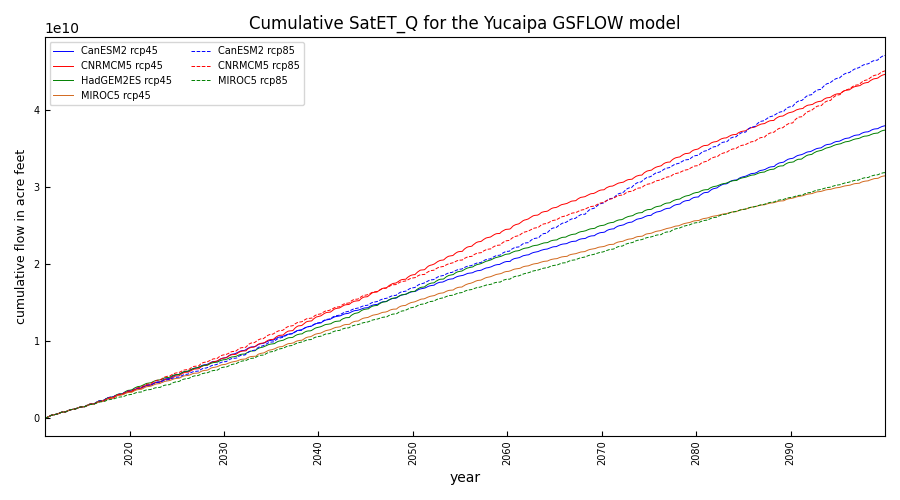 Cumulative SatET_Q for the Yucaipa GSFLOW model
1e10
CanESM2 rcp45
CNRMCM5 rcp45
HadGEM2ES rcp45
MIROC5 rcp45
CanESM2 rcp85
CNRMCM5 rcp85
MIROC5 rcp85
cumulative flow in acre feet
4
3
2
1
0
2020
2030
2040
2050
2060
2070
2080
2090
year